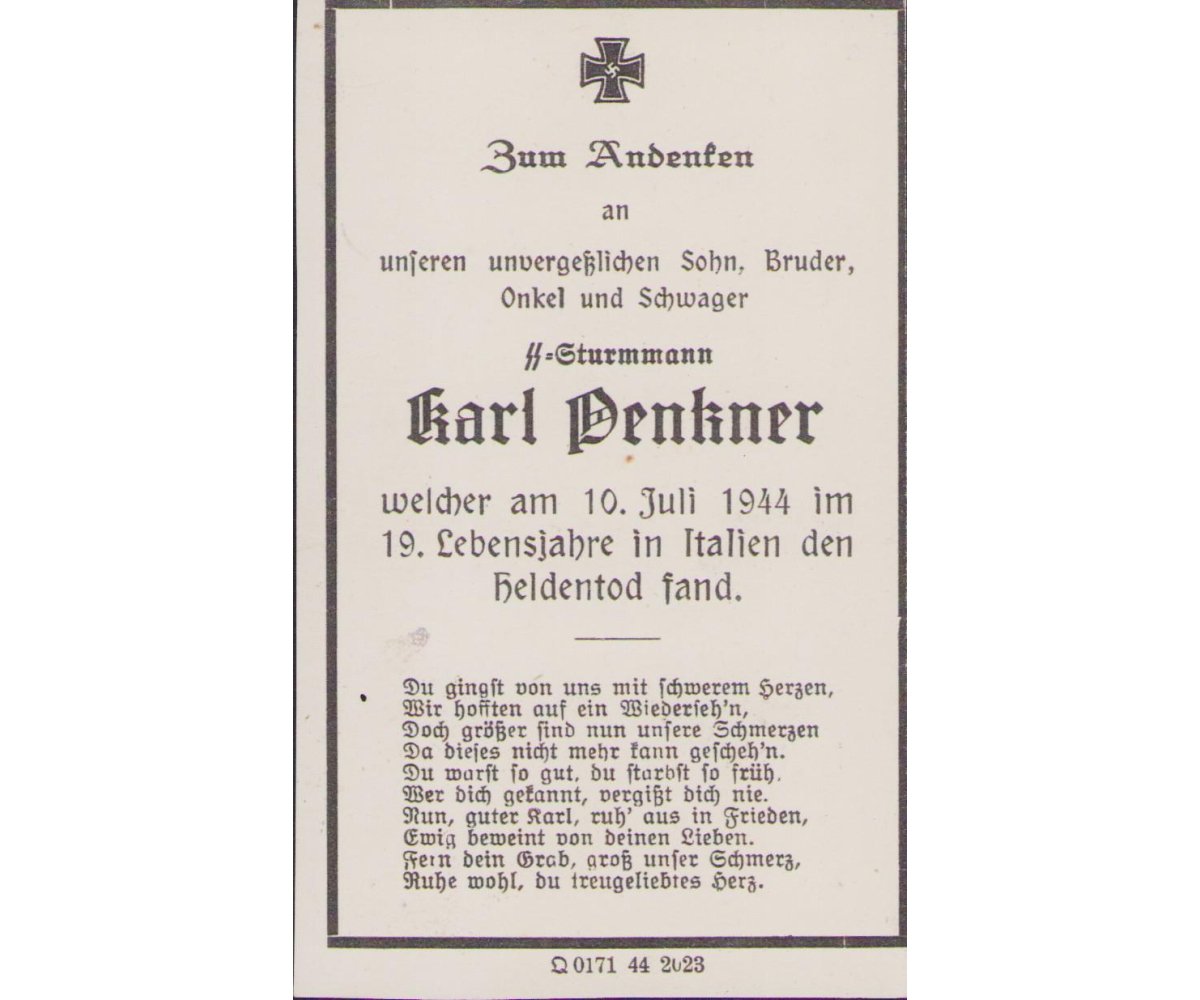 Zum Andenken
an
unseren unvergeßlichen Sohn, Bruder,
Onkel und Schwager
SS-Sturmmann
Karl Penkner
welcher am 10. Juli 1944 im
19. Lebensjahre in Italien den
Heldentod fand.
Du gingst von uns mit schwerem Herzen,
Wir hofften auf ein Wiederseh'n,
Doch größer sind nun unsere Schmerzen
Da dieses nicht mehr kann gescheh'n.
Du warst so gut, du starbst so früh,
Wer dich gekannt, vergißt dich nie.
Nun, guter Karl, ruh' aus in Frieden,
Ewig beweint von deinen Lieben.
Fern dein Grab, groß unser Schmerz,
Ruhe wohl, du treugeliebtes Herz.
Q 0171 44 2023